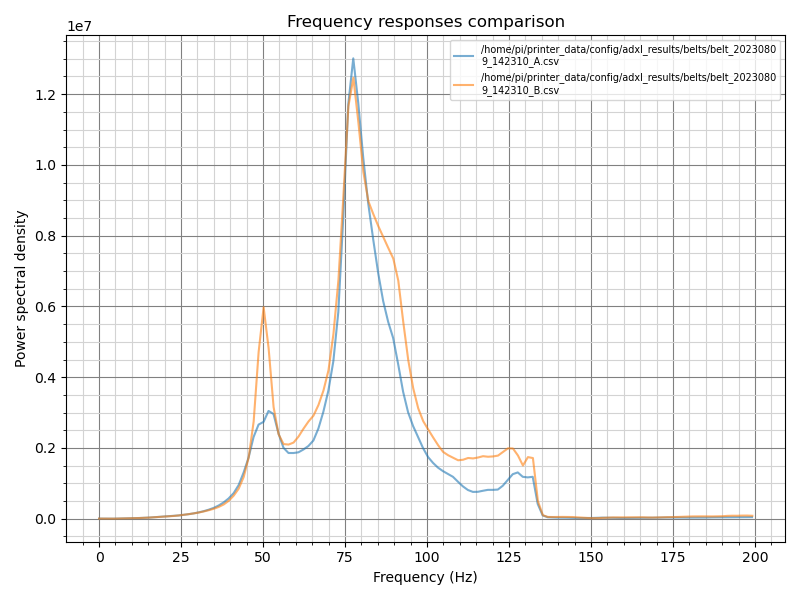 Frequency responses comparison
1e7
/home/pi/printer_data/config/adxl_results/belts/belt_2023080
9_142310_A.csv
/home/pi/printer_data/config/adxl_results/belts/belt_2023080
9_142310_B.csv
1.2
1.0
0.8
0.6
0.4
0.2
0.0
Power spectral density
0 25 50 75 100 125 150 175 200
Frequency (Hz)